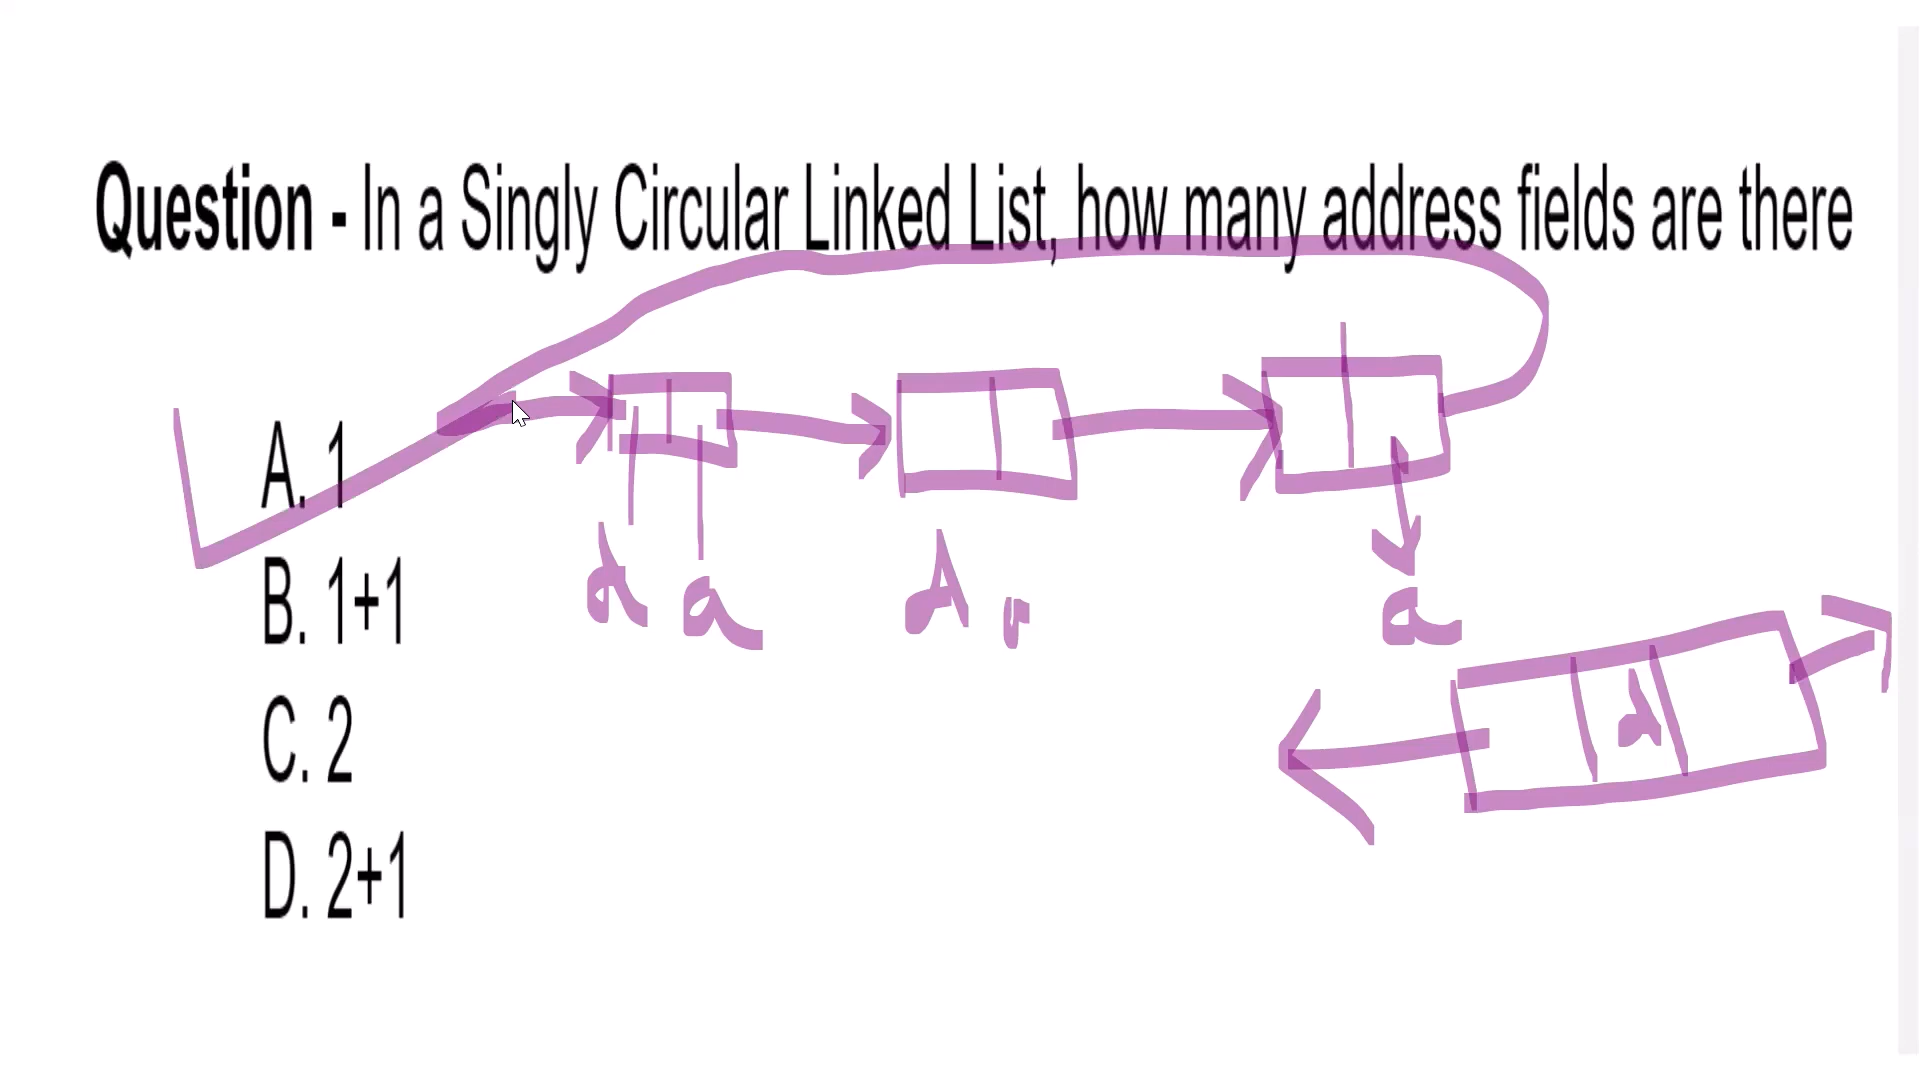 Question - In a Singly Circular Linked List, how many address fields are there
A. 1
B. 1+1
C. 2
D. 2+1
d a
a
d